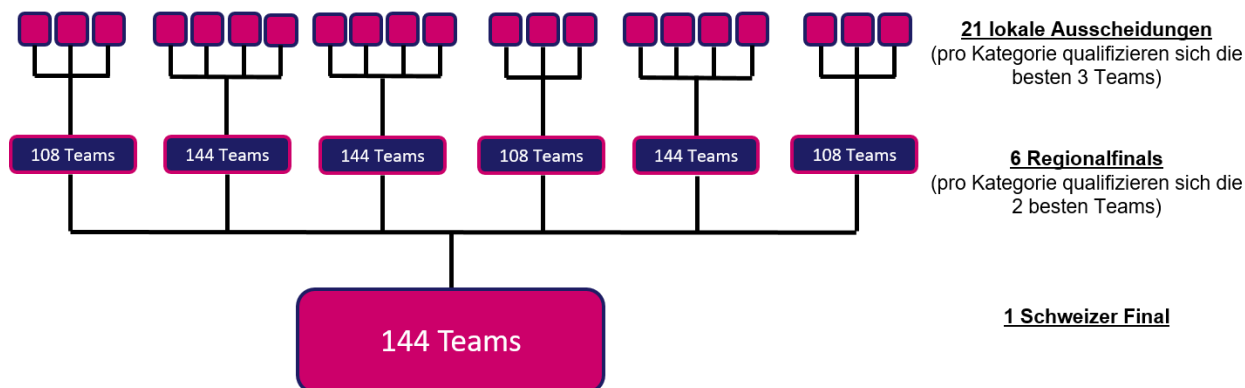 21 lokale Ausscheidungen
(pro Kategorie qualifizieren sich die
besten 3 Teams)
108 Teams
144 Teams
144 Teams
108 Teams
144 Teams
108 Teams
6 Regionalfinals
(pro Kategorie qualifizieren sich die
2 besten Teams)
144 Teams
1 Schweizer Final